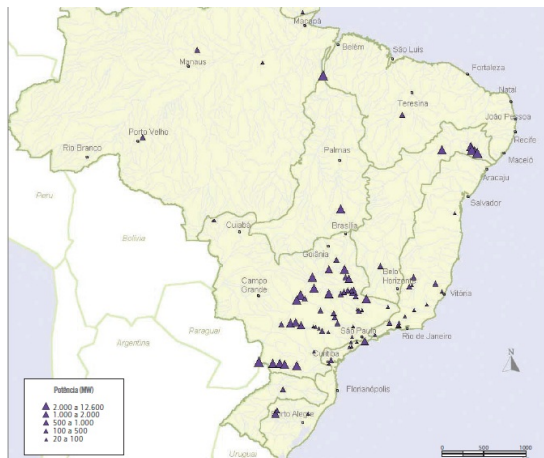 Macapá
Belém
São Luis
Manaus
Fortaleza
Teresina
Natal
João Pessoa
Porto Velho
Recife
Rio Branco
Palmas
Maceió
Aracaju
Peru
Salvador
Cuiabá
Brasília
Bolívia
Goiânia
Campo
Grande
Belo
Horizonte
Vitória
Paraguai
São Paulo
Rio de Janeiro
Argentina
Curitiba
Potência (MW)
2.000 a 12.600
1.000 a 2.000
500 a 1.000
100 a 500
20 a 100
Florianópolis
Porto Alegre
Uruguai
N
0 500 1000